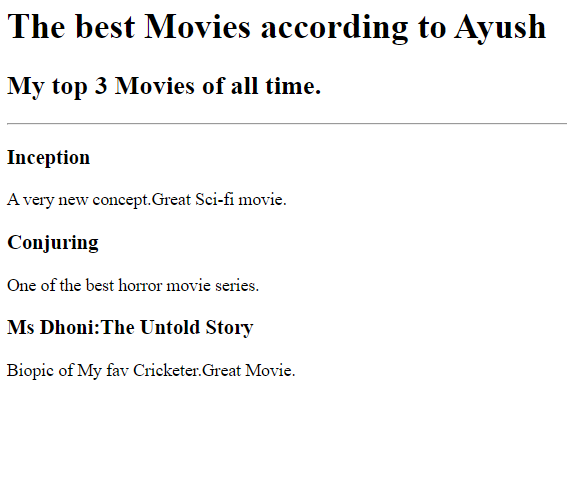 The best Movies according to Ayush
My top 3 Movies of all time.
Inception
A very new concept.Great Sci-fi movie.
Conjuring
One of the best horror movie series.
Ms Dhoni:The Untold Story
Biopic of My fav Cricketer.Great Movie.